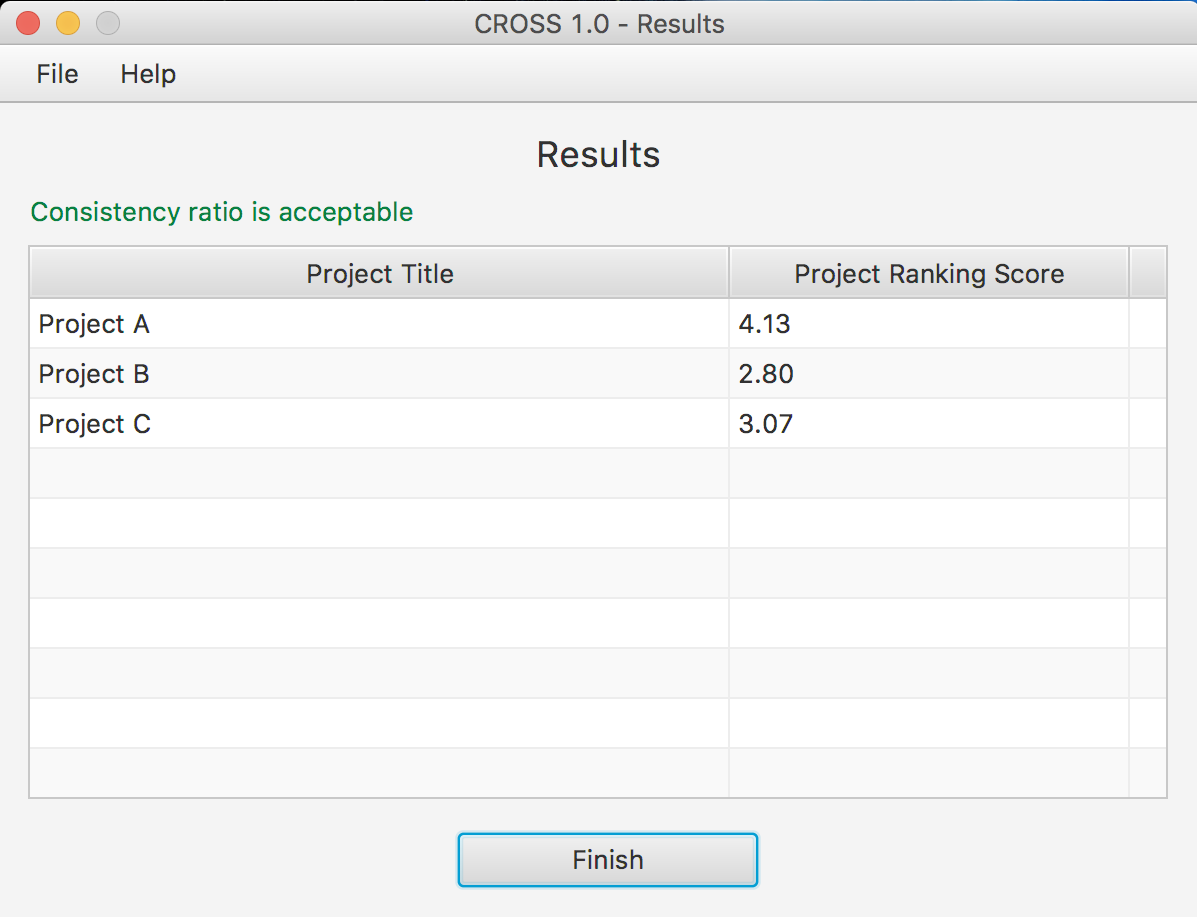 CROSS 1.0 - Results
File Help
Results
Consistency ratio is acceptable
Project Title Project Ranking Score
Project A 4.13
Project B 2.80
Project C 3.07
Finish